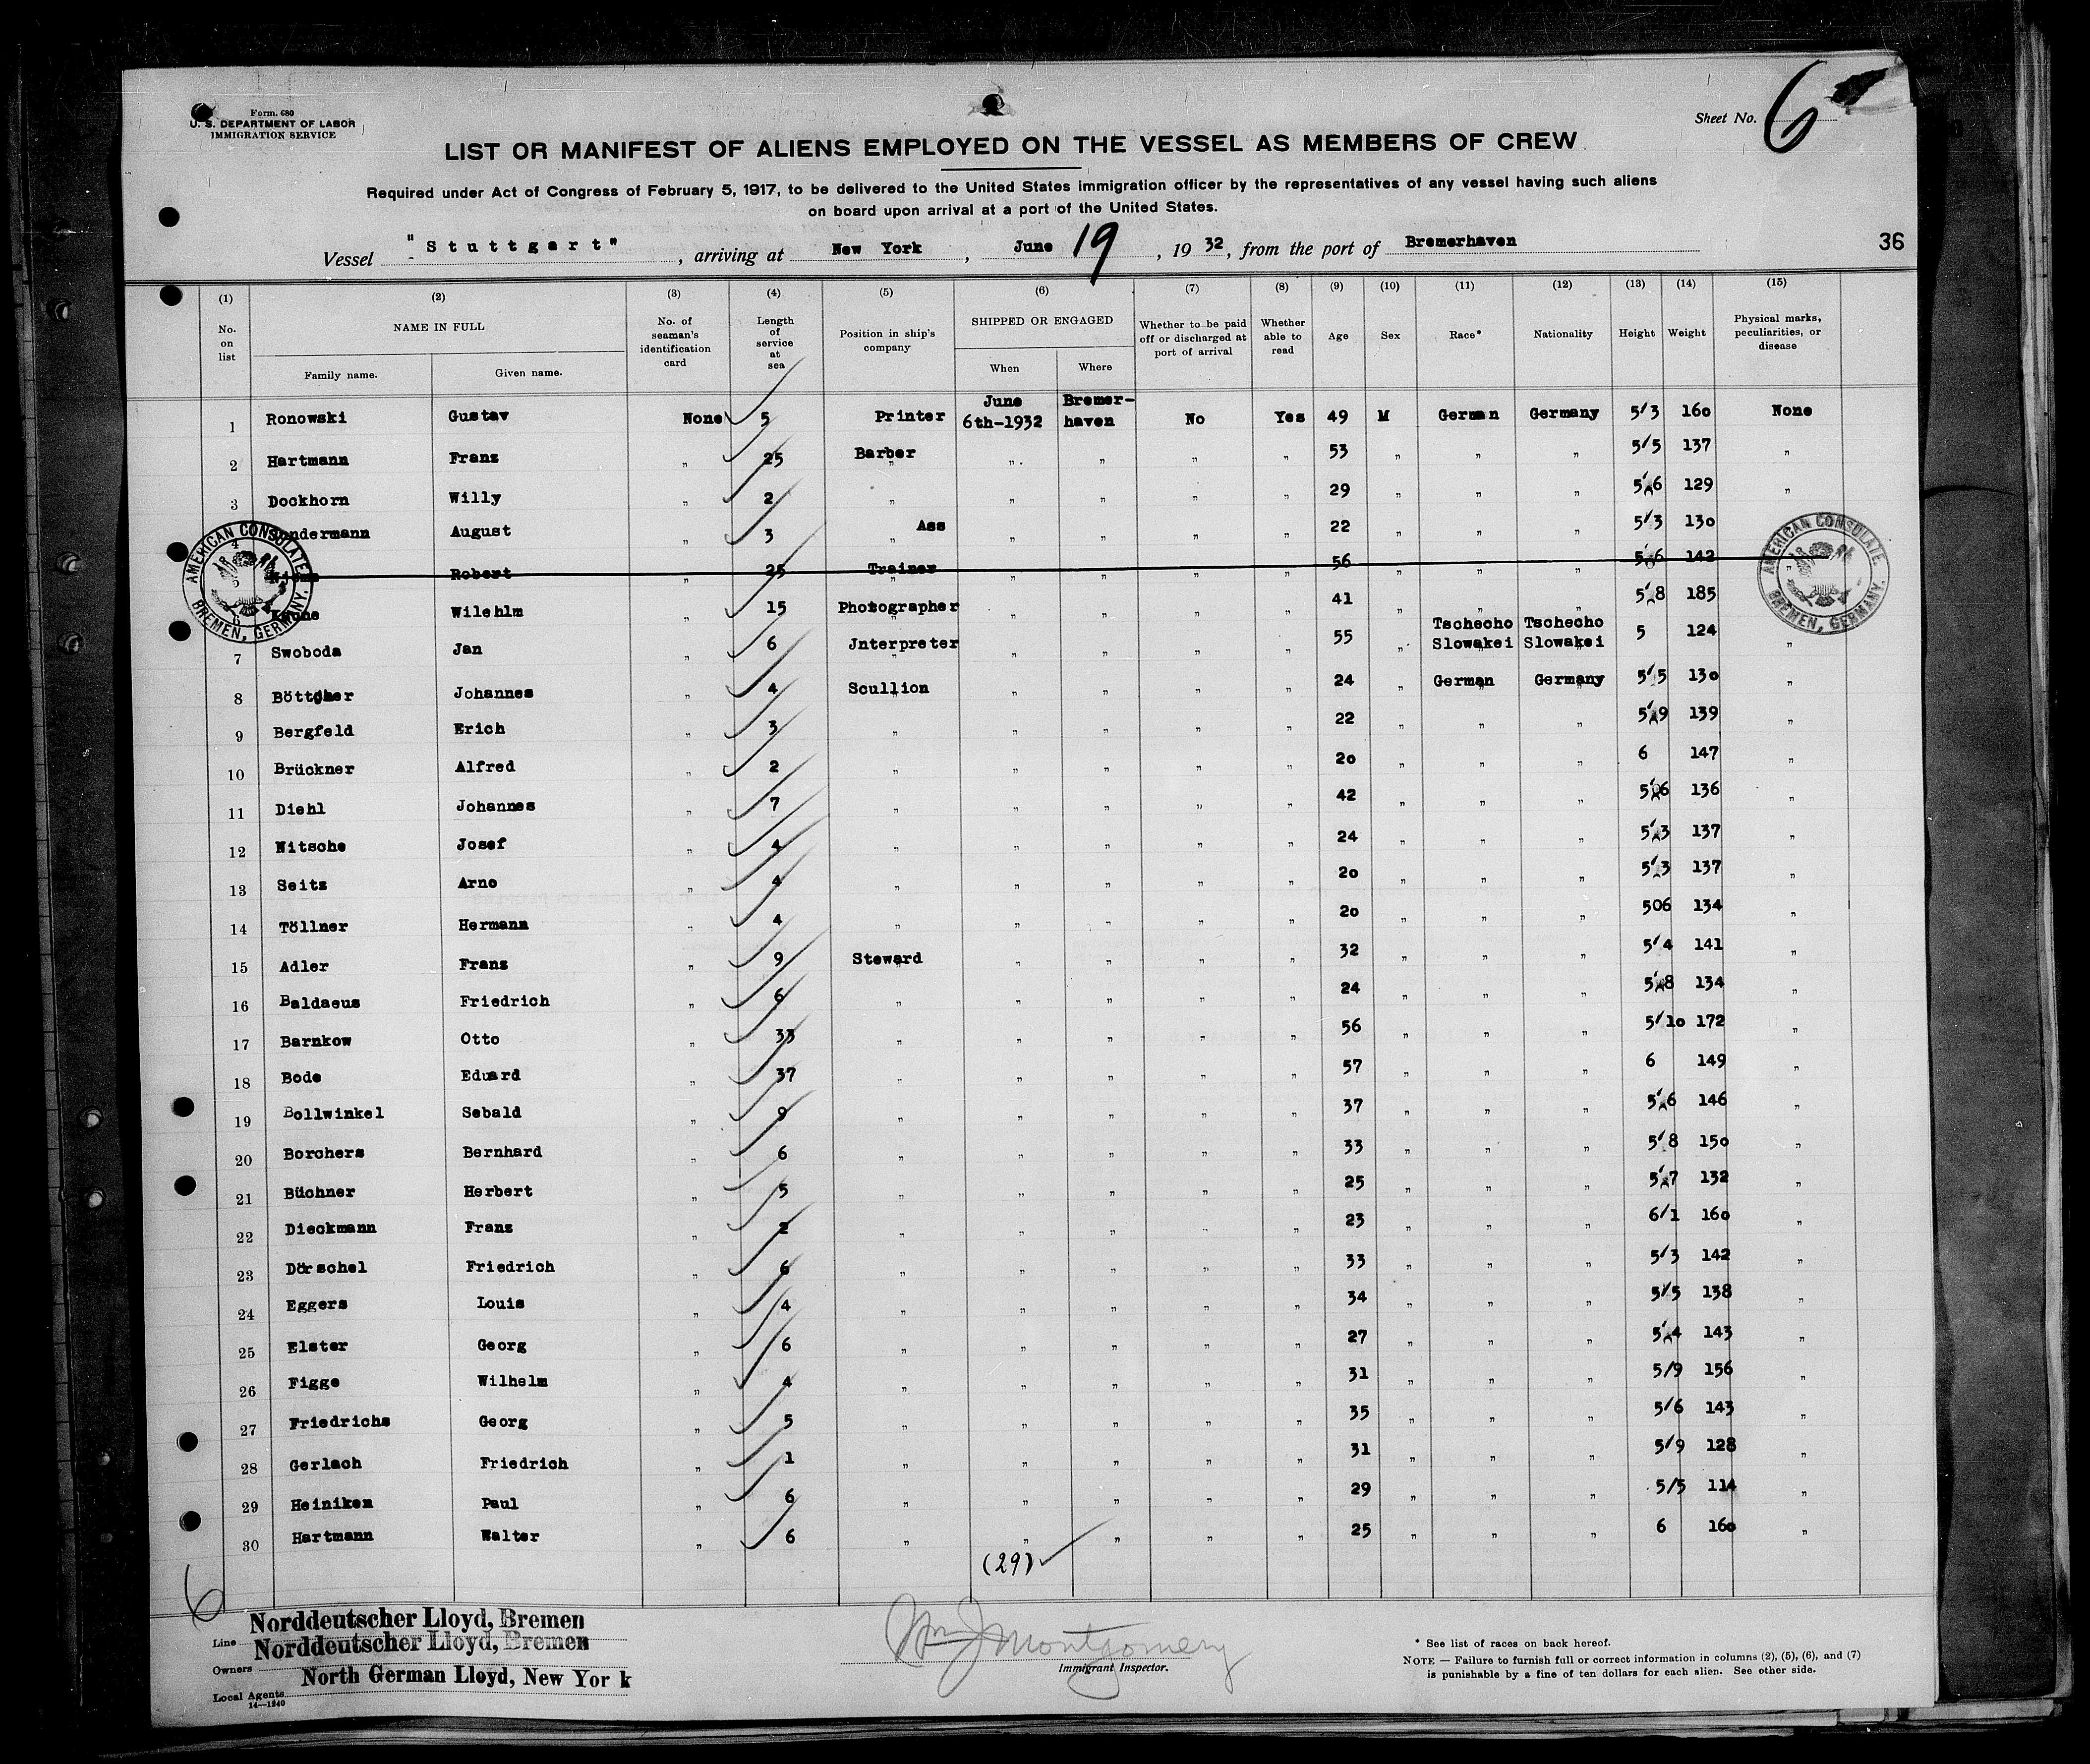 Form. 680
U. S. DEPARTMENT OF LABOR
IMMIGRATION SERVICE
Sheet No. 6
LIST OR MANIFEST OF ALIENS EMPLOYED ON THE VESSEL AS MEMBERS OF CREW
Required under Act of Congress of February 5, 1917, to be delivered to the United States immigration officer by the representatives of any vessel having such aliens
on board upon arrival at a port of the United States.
Vessel "Stuttgart", arriving at New York, June 19, 1932, from the port of Bremerhaven
36
(1) (2) (3) (4) (5) (6) (7) (8) (9) (10) (11) (12) (13) (14) (15)
No. on list NAME IN FULL Family name. Given name. No. of seaman's identification card Length of service at sea Position in ship's company SHIPPED OR ENGAGED When Where Whether to be paid off or discharged at port of arrival Whether able to read Age Sex Race* Nationality Height Weight Physical marks, peculiarities, or disease
1 Ronowski Gustav None 5 Printer June 6th-1932 Bremer-haven No Yes 49 M German Germany 5/3 160 None
2 Hartmann Franz " 25 Barber " " " " 53 " " " 5/5 137 "
3 Dockhorn Willy " 2 " " " " " 29 " " " 5/6 129 "
4 August " 3 " Ass " " " " 22 " " " 5/3 130 "
5 Robert " 25 Trainer " " " " 56 " " " 5/6 142 "
6 Wilehlm " 15 Photographer " " " " 41 " " " 5/8 185
7 Swoboda Jan " 6 Jnterpreter " " " " 55 " Tschecho Slowakei Tschecho Slowakei 5 124 "
8 Böttcher Johannes " 4 Scullion " " " " 24 " German Germany 5/5 130 "
9 Bergfeld Erich " 3 " " " " " 22 " " " 5/9 139 "
10 Brückner Alfred " 2 " " " " " 20 " " " 6 147 "
11 Diehl Johannes " 7 " " " " " 42 " " " 5/6 136 "
12 Nitsche Josef " 4 " " " " " 24 " " " 5/3 137 "
13 Seitz Arno " 4 " " " " " 20 " " " 5/3 137 "
14 Töllner Hermann " 4 " " " " " 20 " " " 506 134 "
15 Adler Franz " 9 Steward " " " " 32 " " " 5/4 141 "
16 Baldaeus Friedrich " 6 " " " " " 24 " " " 5/8 134 "
17 Barnkow Otto " 33 " " " " " 56 " " " 5/10 172 "
18 Bode Eduard " 37 " " " " " 57 " " " 6 149 "
19 Bollwinkel Sebald " 9 " " " " " 37 " " " 5/6 146 "
20 Borchers Bernhard " 6 " " " " " 33 " " " 5/8 150 "
21 Büchner Herbert " 5 " " " " " 25 " " " 5/7 132 "
22 Dieckmann Franz " 2 " " " " " 23 " " " 6/1 160 "
23 Dörschel Friedrich " 6 " " " " " 33 " " " 5/3 142 "
24 Eggers Louis " 4 " " " " " 34 " " " 5/5 138 "
25 Elster Georg " 6 " " " " " 27 " " " 5/4 143 "
26 Figge Wilhelm " 4 " " " " " 31 " " " 5/9 156 "
27 Friedrichs Georg " 5 " " " " " 35 " " " 5/6 143 "
28 Gerlach Friedrich " 1 " " " " " 31 " " " 5/9 128 "
29 Heiniken Paul " 6 " " " " " 29 " " " 5/5 114 "
30 Hartmann Walter " 6 " " " " " 25 " " " 6 160 "
(29)
AMERICAN CONSULATE BREMEN, GERMANY.
AMERICAN CONSULATE BREMEN, GERMANY.
6
Line Norddeutscher Lloyd, Bremen
Owners Norddeutscher Lloyd, Bremen
Local Agents North German Lloyd, New York
14—1240
Wm J Montgomery
Immigrant Inspector.
* See list of races on back hereof.
NOTE — Failure to furnish full or correct information in columns (2), (5), (6), and (7)
is punishable by a fine of ten dollars for each alien. See other side.